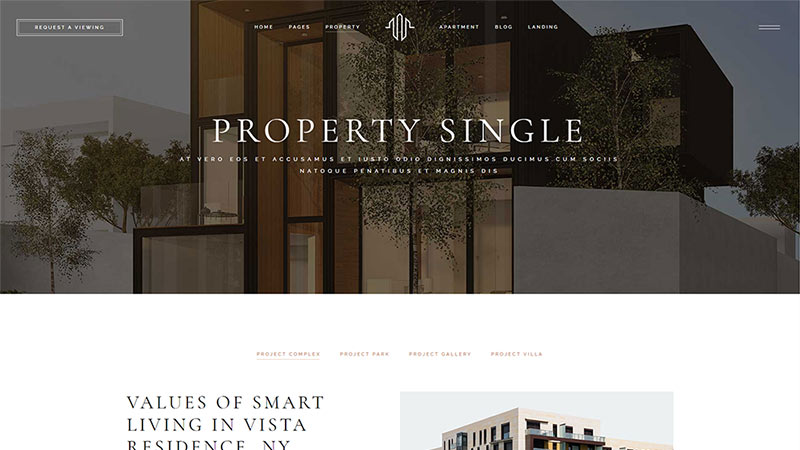 REQUEST A VIEWING
HOME PAGES PROPERTY APARTMENT BLOG LANDING
PROPERTY SINGLE
AT VERO EOS ET ACCUSAMUS ET IUSTO ODIO DIGNISSIMOS DUCIMUS CUM SOCIIS
NATOQUE PENATIBUS ET MAGNIS DIS
PROJECT COMPLEX PROJECT PARK PROJECT GALLERY PROJECT VILLA
VALUES OF SMART
LIVING IN VISTA
RESIDENCE, NY